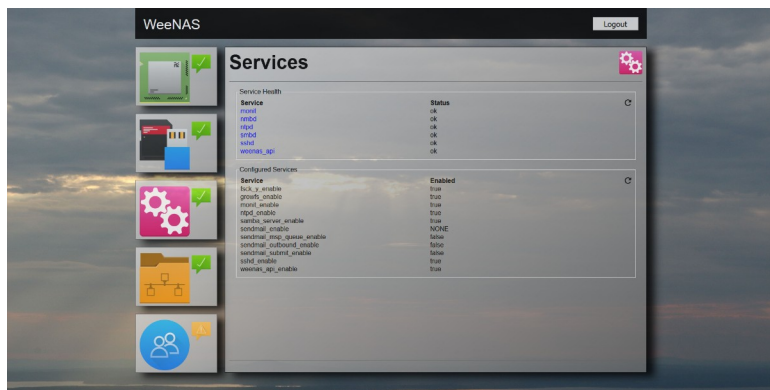 WeeNAS
Logout
Services
Service Health
Service Status
monit ok
nmbd ok
ntpd ok
smbd ok
sshd ok
weenas_api ok
Configured Services
Service Enabled
fsck_y_enable true
growfs_enable true
monit_enable true
ntpd_enable true
samba_server_enable true
sendmail_enable NONE
sendmail_msp_queue_enable false
sendmail_outbound_enable false
sendmail_submit_enable false
sshd_enable true
weenas_api_enable true